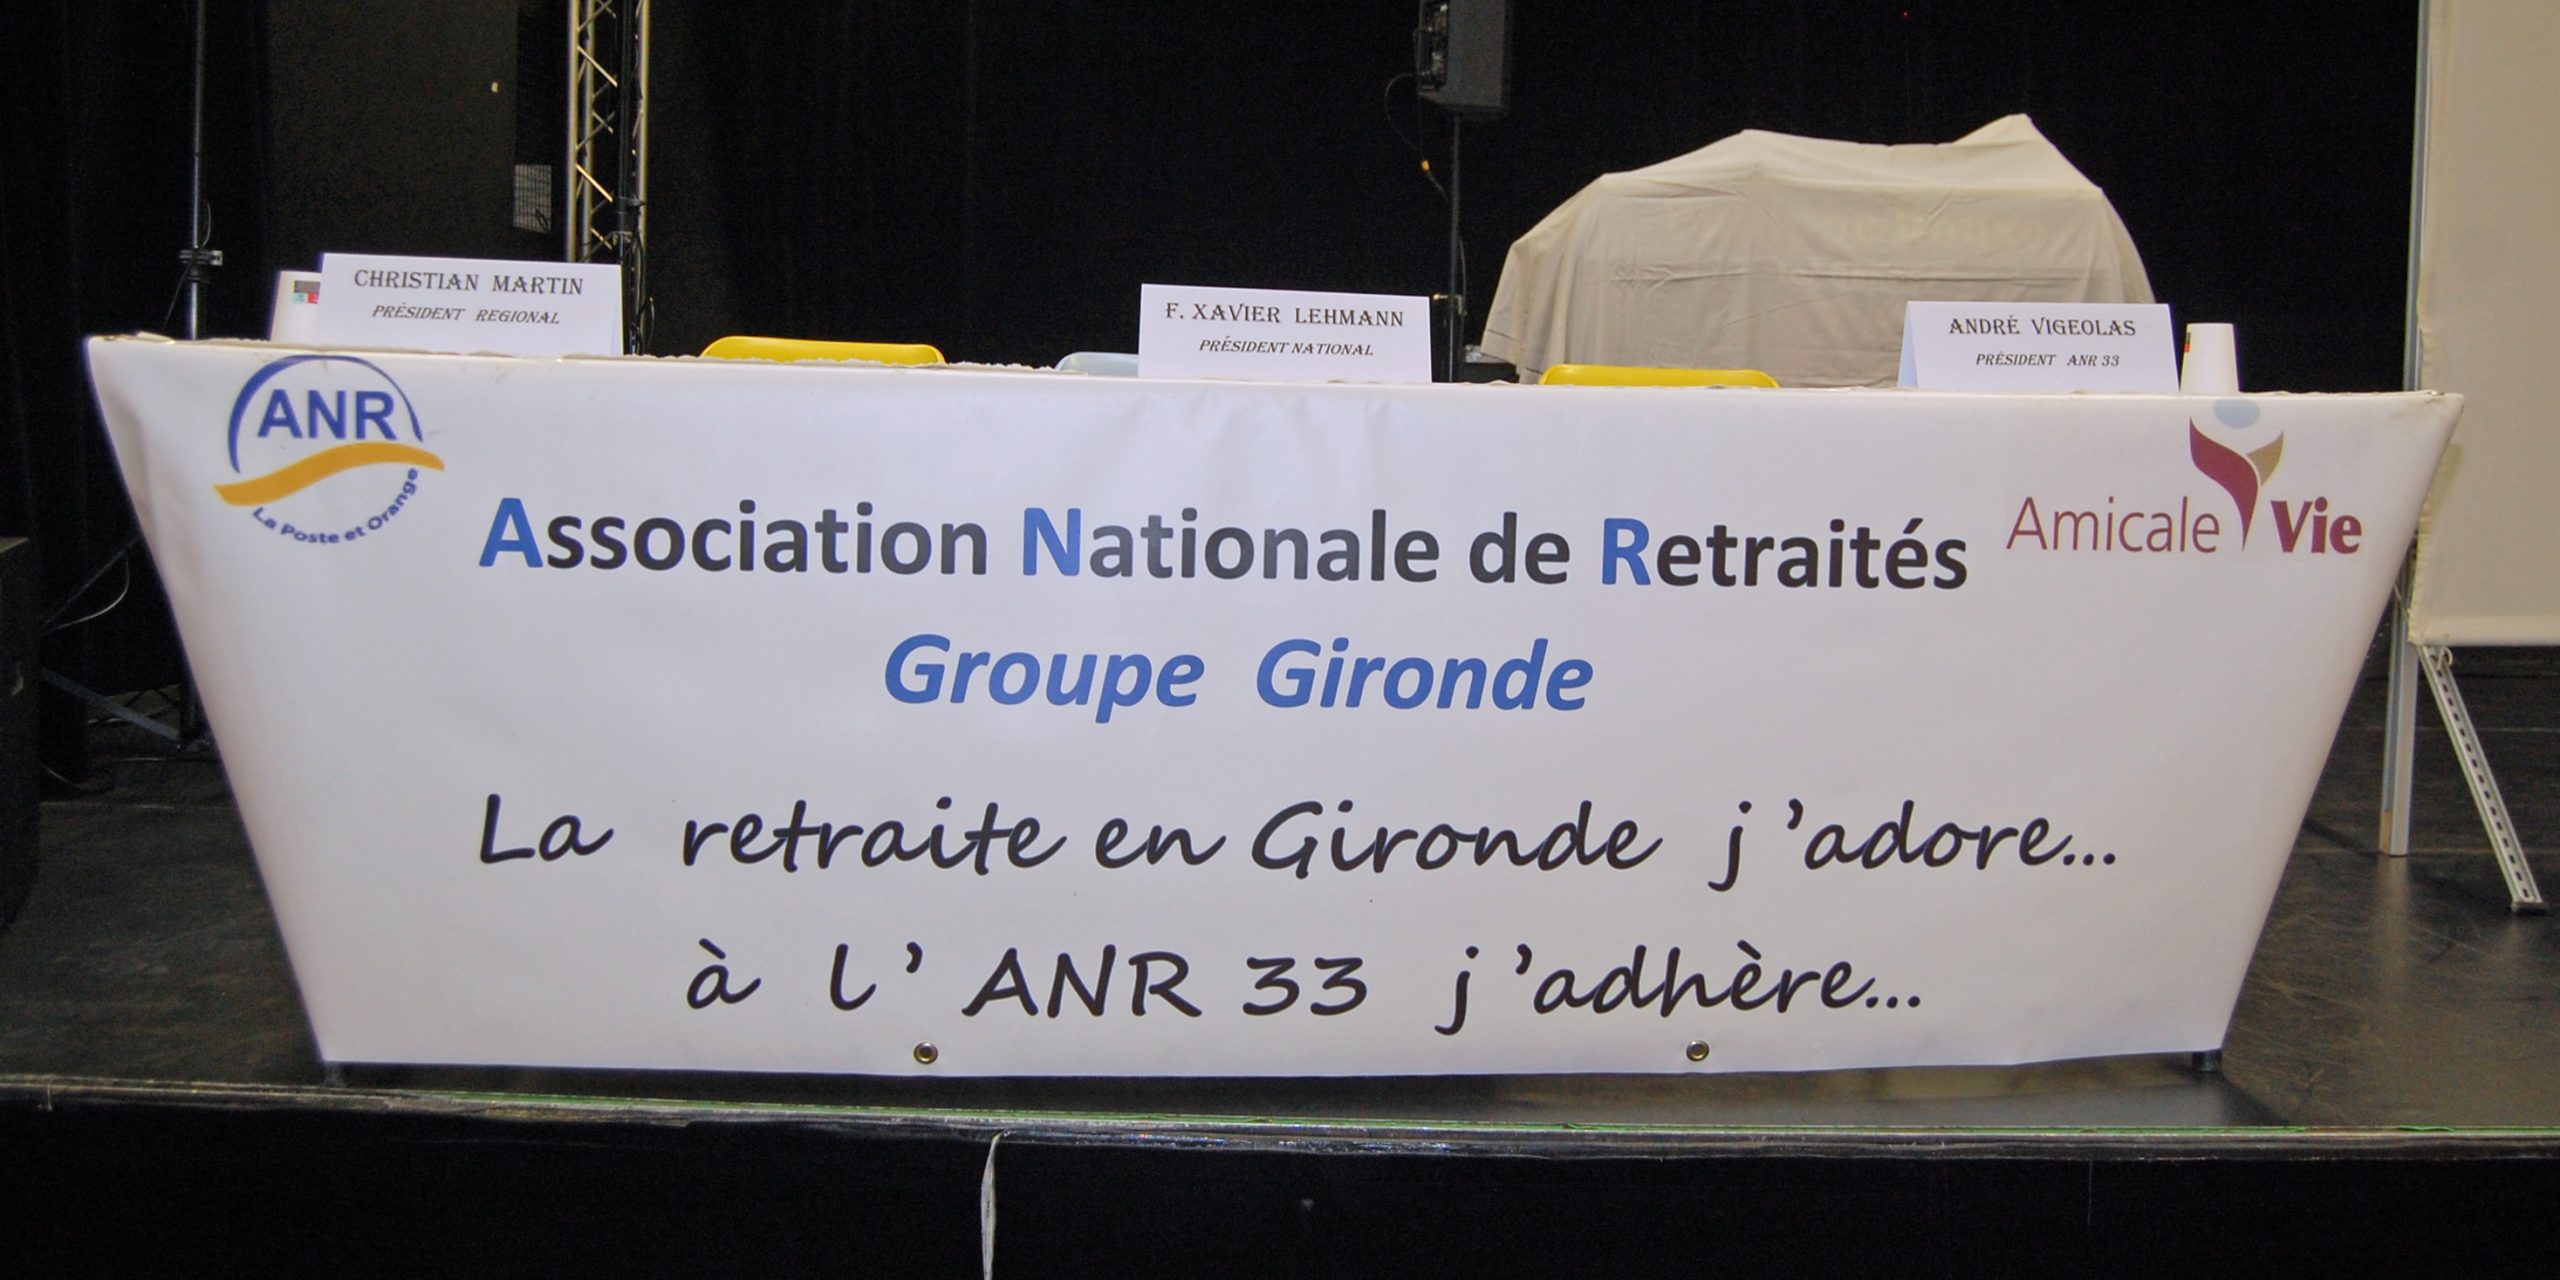 CHRISTIAN MARTIN
PRÉSIDENT REGIONAL
F. XAVIER LEHMANN
PRÉSIDENT NATIONAL
ANDRÉ VIGEOLAS
PRÉSIDENT ANR 33
ANR
La Poste et Orange
Association Nationale de Retraités
Amicale Vie
Groupe Gironde
La retraite en Gironde j 'adore...
à l' ANR 33 j 'adhère...